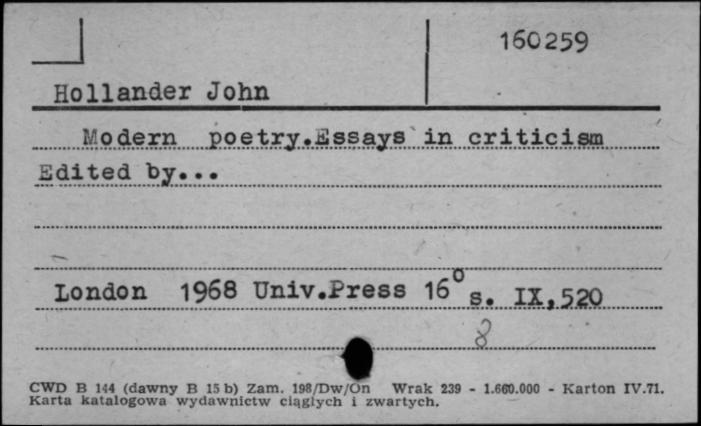 160259
Hollander John
Modern poetry.Essays in criticism
Edited by...
London 1968 Univ.Press 16° s. IX,520
8
CWD B 144 (dawny B 15 b) Zam. 198/Dw/On Wrak 239 - 1.660.000 - Karton IV.71.
Karta katalogowa wydawnictw ciągłych i zwartych.